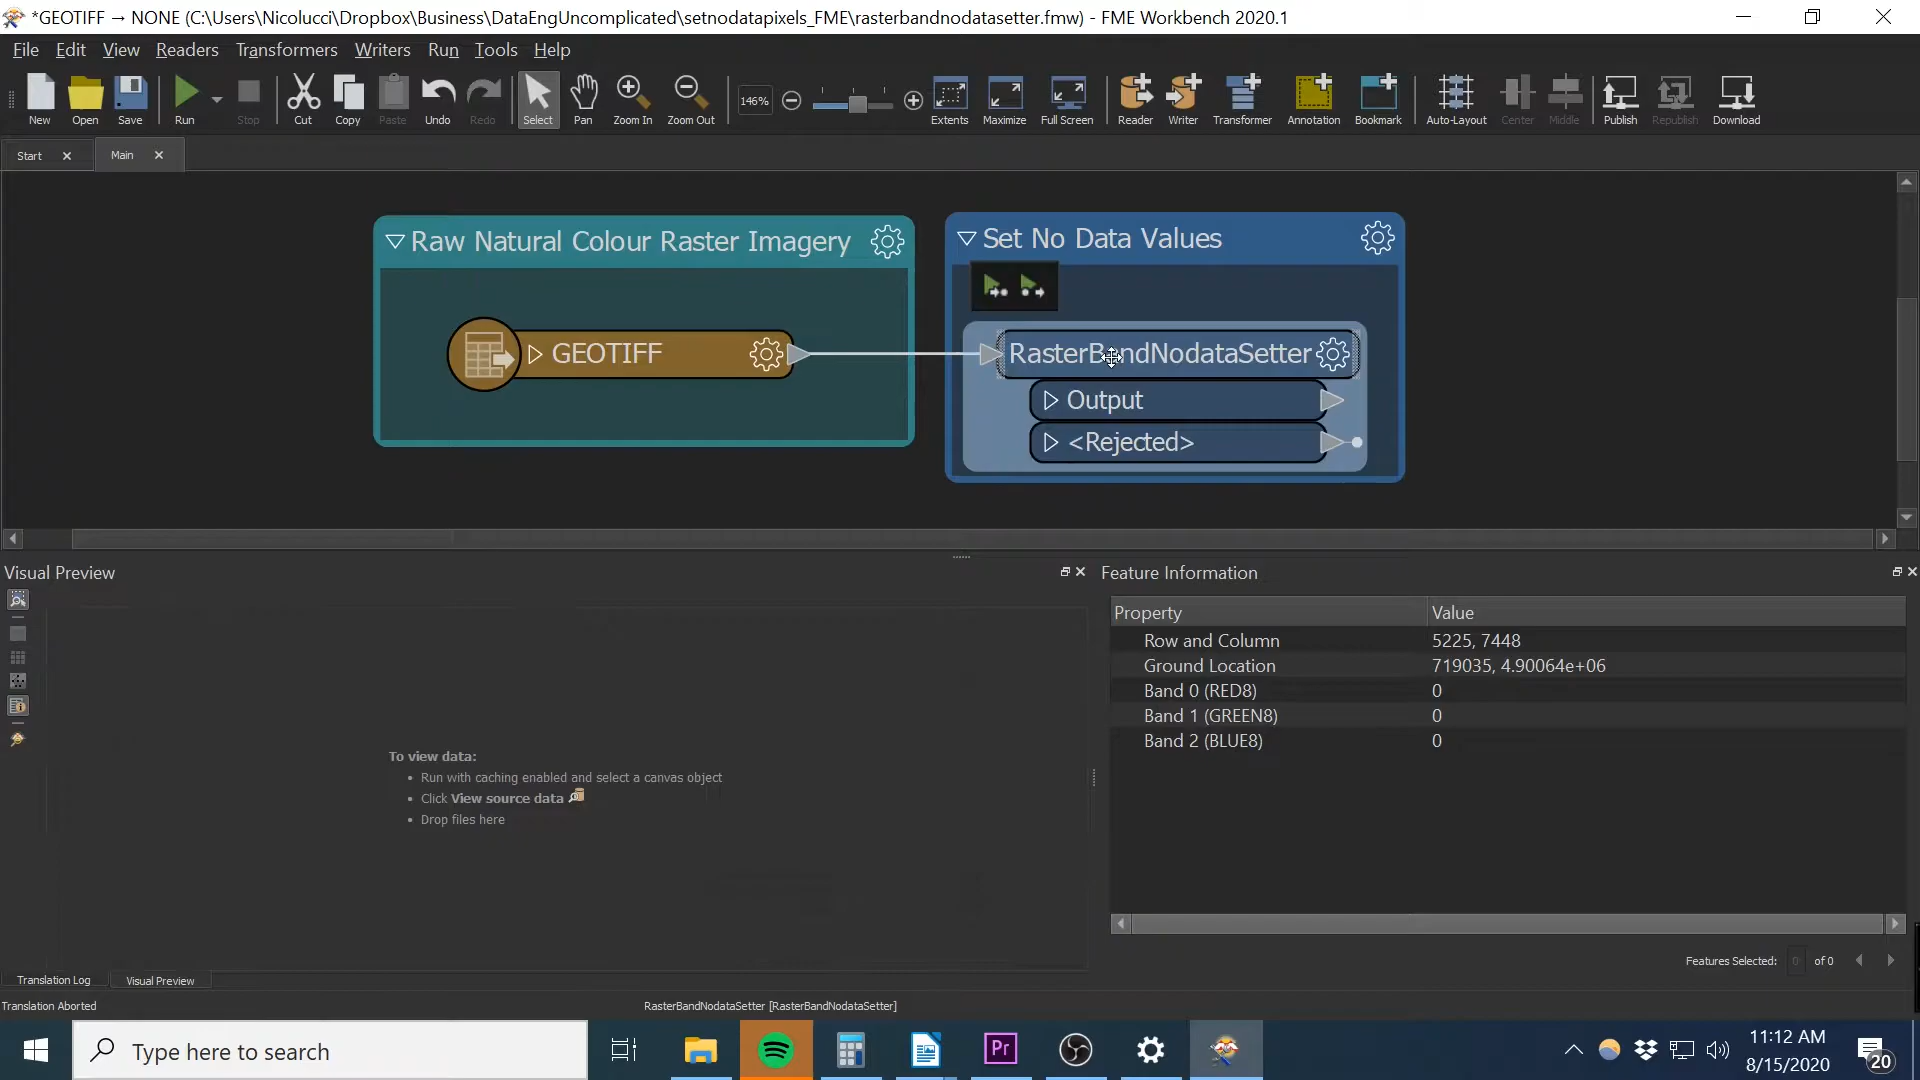 *GEOTIFF → NONE (C:\Users\Nicolucci\Dropbox\Business\DataEngUncomplicated\setnodatapixels_FME\rasterbandnodatasetter.fmw) - FME Workbench 2020.1
File Edit View Readers Transformers Writers Run Tools Help
New Open Save Run Stop Cut Copy Paste Undo Redo Select Pan Zoom In Zoom Out 146% Extents Maximize Full Screen Reader Writer Transformer Annotation Bookmark Auto-Layout Center Middle Publish Republish Download
Start Main
Raw Natural Colour Raster Imagery
GEOTIFF
Set No Data Values
RasterBandNodataSetter
Output
<Rejected>
Visual Preview
To view data:
• Run with caching enabled and select a canvas object
• Click View source data
• Drop files here
Feature Information
Property Value
Row and Column 5225, 7448
Ground Location 719035, 4.90064e+06
Band 0 (RED8) 0
Band 1 (GREEN8) 0
Band 2 (BLUE8) 0
Features Selected: 0 of 0
Translation Log Visual Preview
Translation Aborted
RasterBandNodataSetter [RasterBandNodataSetter]
Type here to search
Pr
11:12 AM
8/15/2020
20